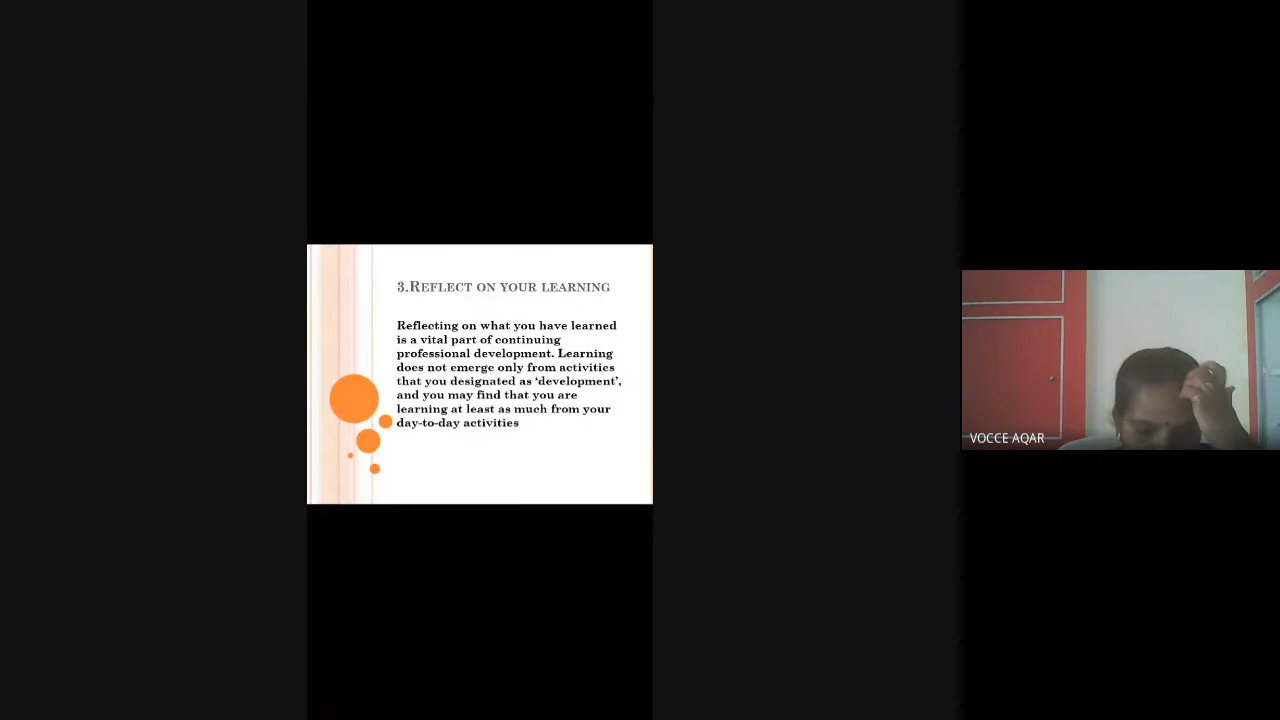 3.REFLECT ON YOUR LEARNING
Reflecting on what you have learned
is a vital part of continuing
professional development. Learning
does not emerge only from activities
that you designated as ‘development’,
and you may find that you are
learning at least as much from your
day-to-day activities
VOCCE AQAR